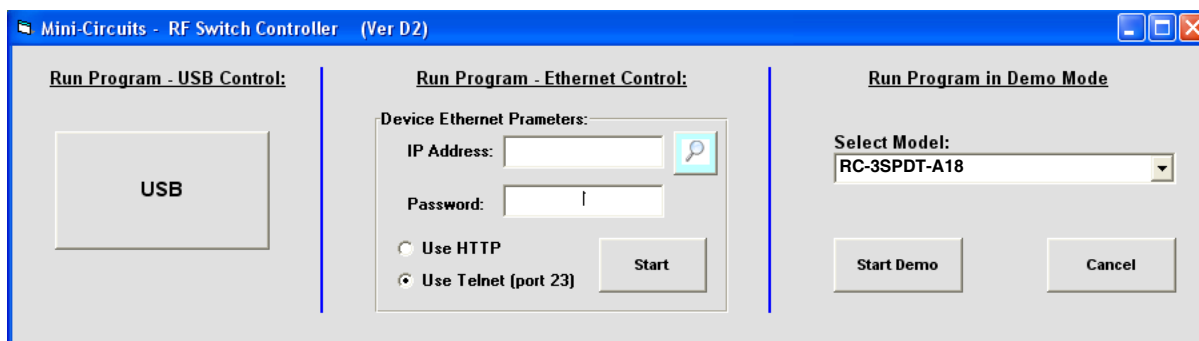 Mini-Circuits - RF Switch Controller (Ver D2)
Run Program - USB Control:
USB
Run Program - Ethernet Control:
Device Ethernet Prameters:
IP Address:
Password:
Use HTTP
Use Telnet (port 23)
Start
Run Program in Demo Mode
Select Model:
RC-3SPDT-A18
Start Demo
Cancel